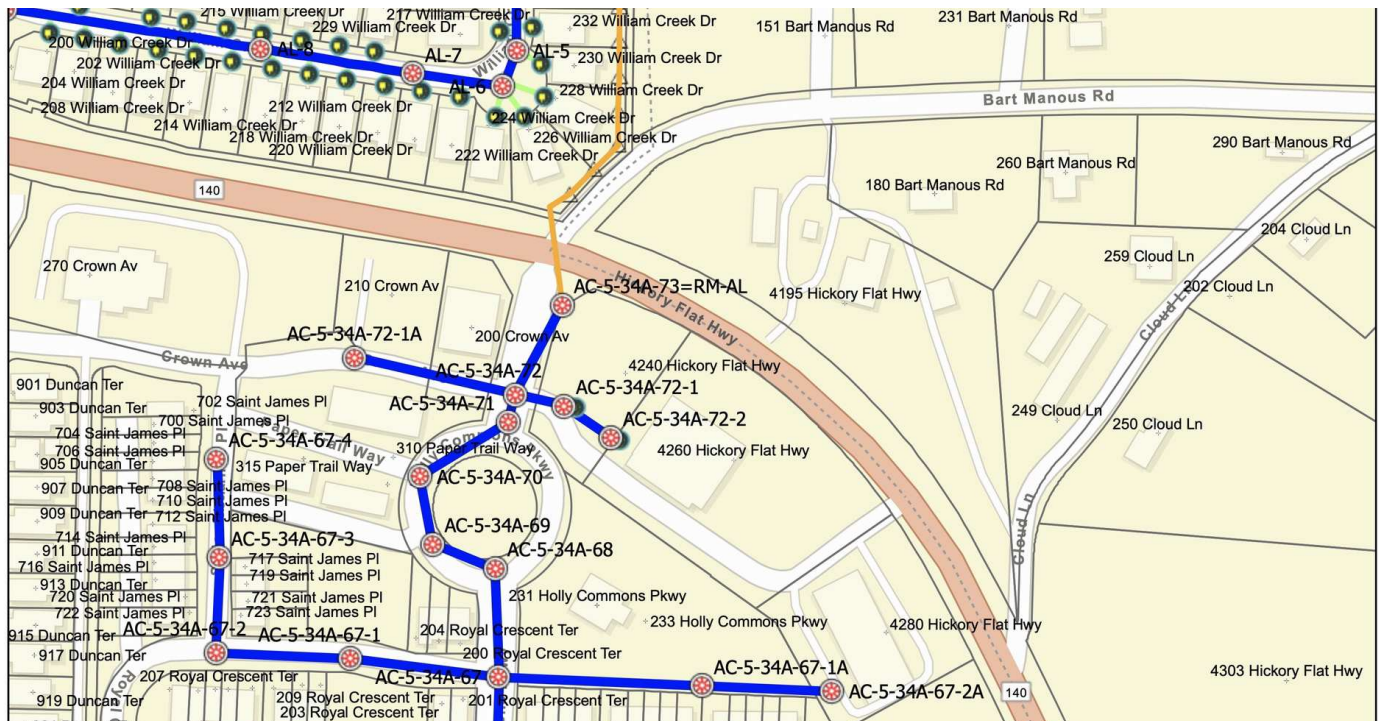 215 William Creek Dr
217 William Creek Dr
229 William Creek Dr
232 William Creek Dr
231 Bart Manous Rd
151 Bart Manous Rd
200 William Creek Dr
AL-8
AL-7
AL-5
230 William Creek Dr
202 William Creek Dr
204 William Creek Dr
AL-6
228 William Creek Dr
Bart Manous Rd
208 William Creek Dr
212 William Creek Dr
214 William Creek Dr
224 William Creek Dr
218 William Creek Dr
226 William Creek Dr
220 William Creek Dr
222 William Creek Dr
290 Bart Manous Rd
260 Bart Manous Rd
180 Bart Manous Rd
140
204 Cloud Ln
259 Cloud Ln
270 Crown Av
210 Crown Av
AC-5-34A-73=RM-AL
Hickory Flat Hwy
4195 Hickory Flat Hwy
202 Cloud Ln
Cloud Ln
AC-5-34A-72-1A
200 Crown Av
Crown Ave
4240 Hickory Flat Hwy
AC-5-34A-72
901 Duncan Ter
AC-5-34A-72-1
702 Saint James Pl
903 Duncan Ter
AC-5-34A-71
249 Cloud Ln
700 Saint James Pl
AC-5-34A-72-2
250 Cloud Ln
704 Saint James Pl
Paper Trail Way
Commons Pkwy
AC-5-34A-67-4
706 Saint James Pl
310 Paper Trail Way
4260 Hickory Flat Hwy
905 Duncan Ter
315 Paper Trail Way
AC-5-34A-70
907 Duncan Ter
708 Saint James Pl
710 Saint James Pl
909 Duncan Ter
712 Saint James Pl
AC-5-34A-69
714 Saint James Pl
AC-5-34A-67-3
Cloud Ln
911 Duncan Ter
AC-5-34A-68
717 Saint James Pl
716 Saint James Pl
719 Saint James Pl
913 Duncan Ter
720 Saint James Pl
721 Saint James Pl
231 Holly Commons Pkwy
722 Saint James Pl
723 Saint James Pl
233 Holly Commons Pkwy
4280 Hickory Flat Hwy
915 Duncan Ter
AC-5-34A-67-2
AC-5-34A-67-1
204 Royal Crescent Ter
917 Duncan Ter
200 Royal Crescent Ter
AC-5-34A-67-1A
4303 Hickory Flat Hwy
207 Royal Crescent Ter
AC-5-34A-67
AC-5-34A-67-2A
140
919 Duncan Ter
209 Royal Crescent Ter
201 Royal Crescent Ter
203 Royal Crescent Ter